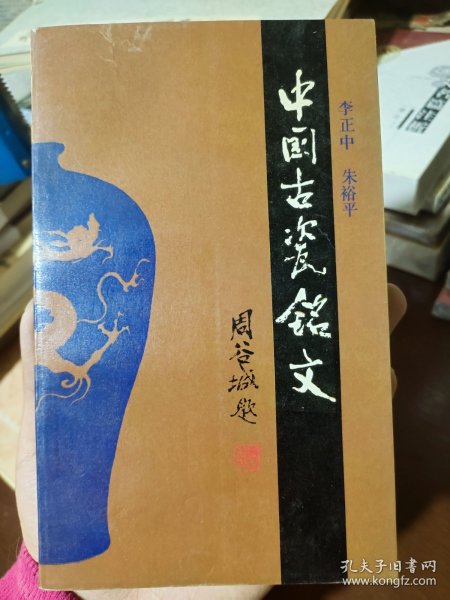 中国古瓷銘文
李正中 朱裕平
周谷城題
孔夫子旧书网
www.kongfz.com